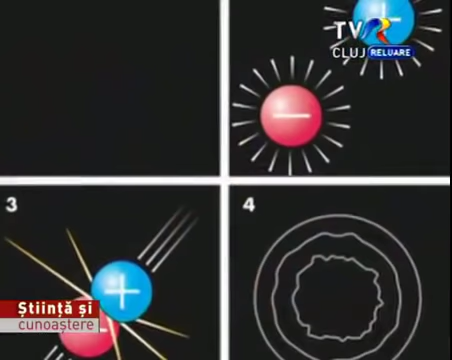 TVR
CLUJ RELUARE
+
−
3
4
+
Știință și
cunoaștere